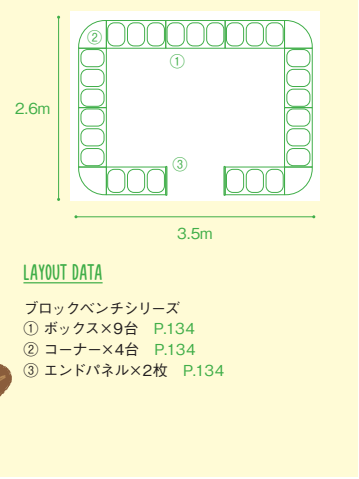 ②
①
2.6m
③
3.5m
LAYOUT DATA
ブロックベンチシリーズ
① ボックス×9台 P.134
② コーナー×4台 P.134
③ エンドパネル×2枚 P.134